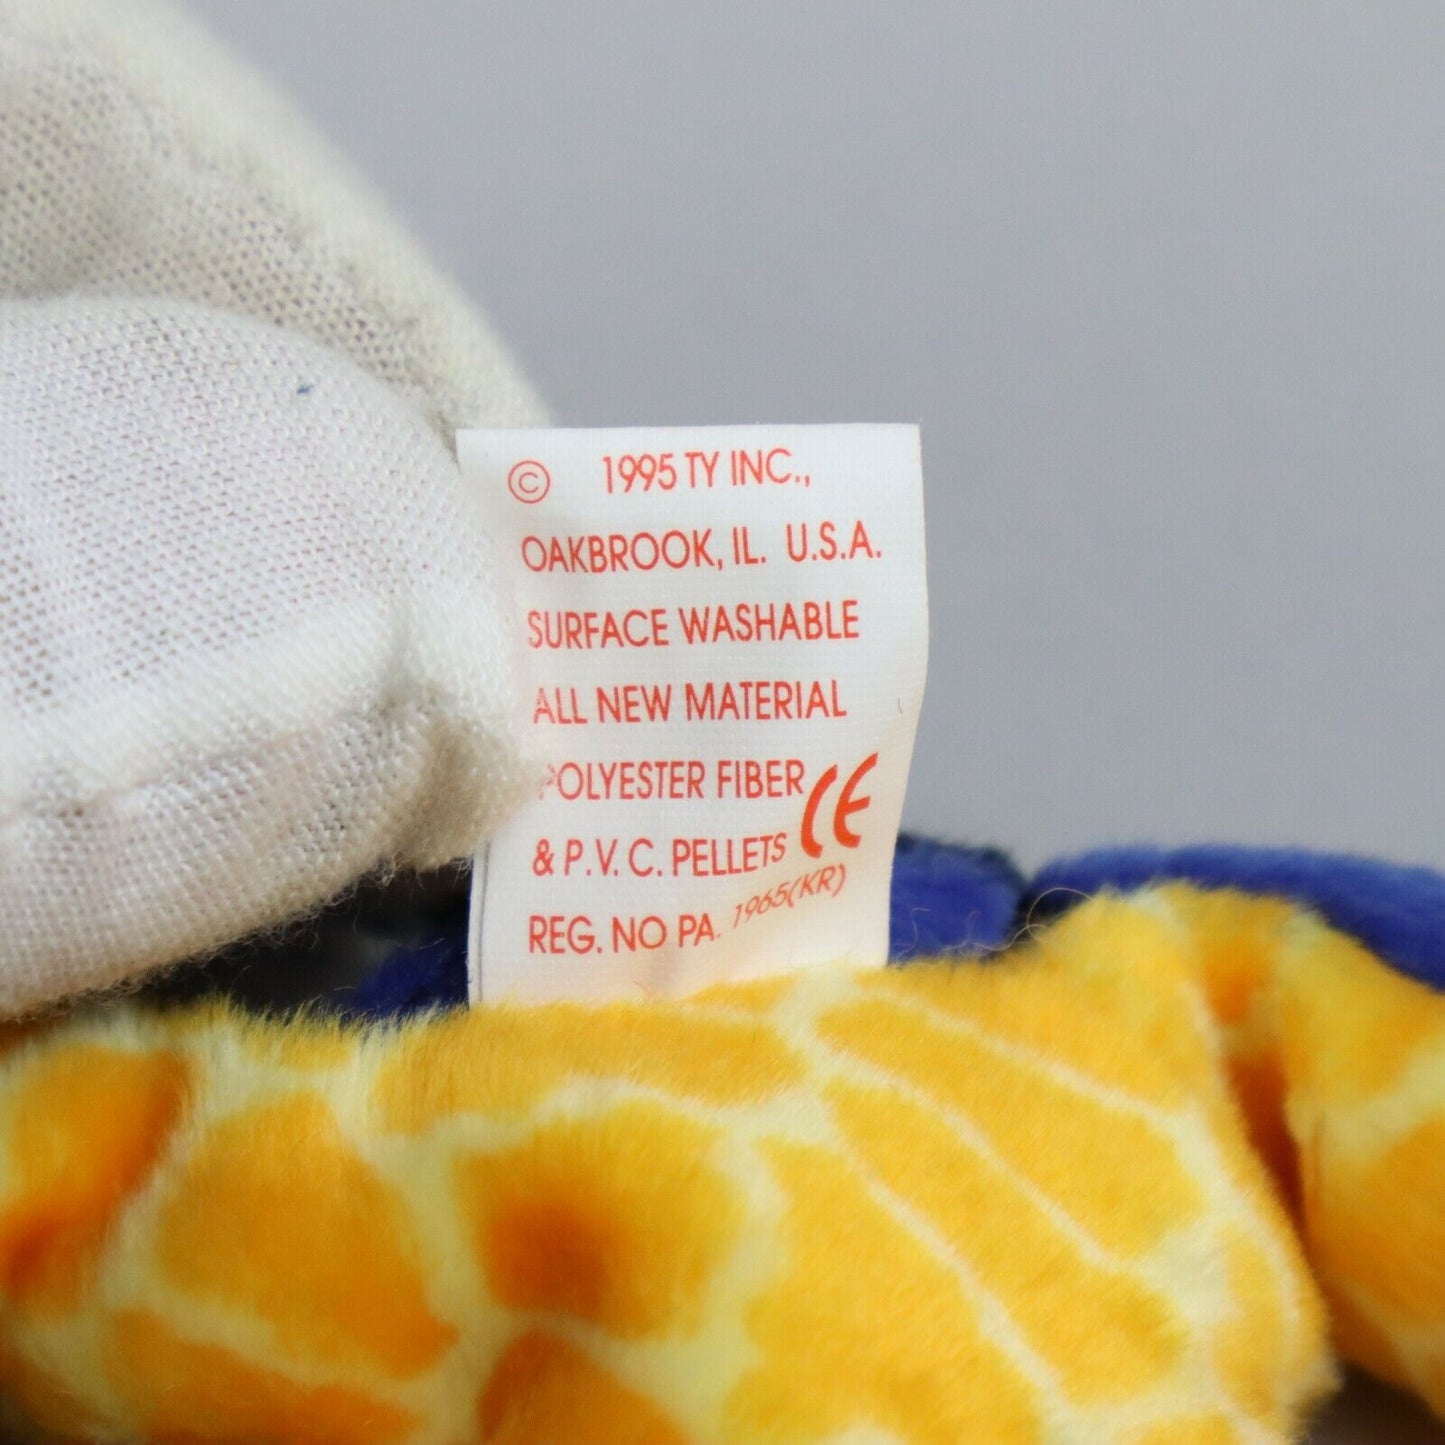 © 1995 TY INC.,
OAKBROOK, IL. U.S.A.
SURFACE WASHABLE
ALL NEW MATERIAL
POLYESTER FIBER
& P.V.C. PELLETS CE
REG. NO PA. 1965(KR)